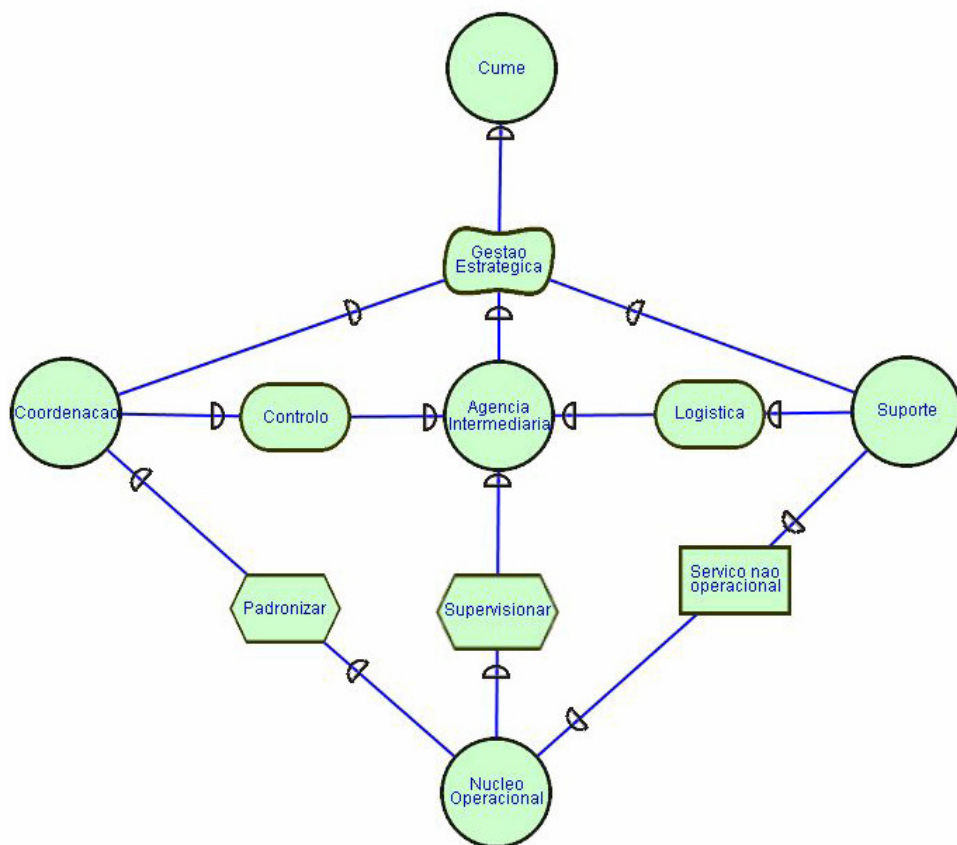 Cume
Gestao
Estrategica
Coordenacao
Controlo
Agencia
Intermediaria
Logistica
Suporte
Padronizar
Supervisionar
Servico nao
operacional
Nucleo
Operacional